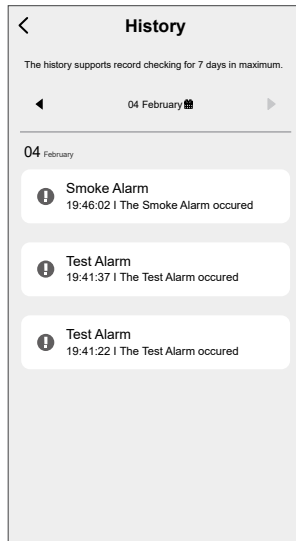 History
The history supports record checking for 7 days in maximum.
04 February
04 February
Smoke Alarm
19:46:02 I The Smoke Alarm occured
Test Alarm
19:41:37 I The Test Alarm occured
Test Alarm
19:41:22 I The Test Alarm occured